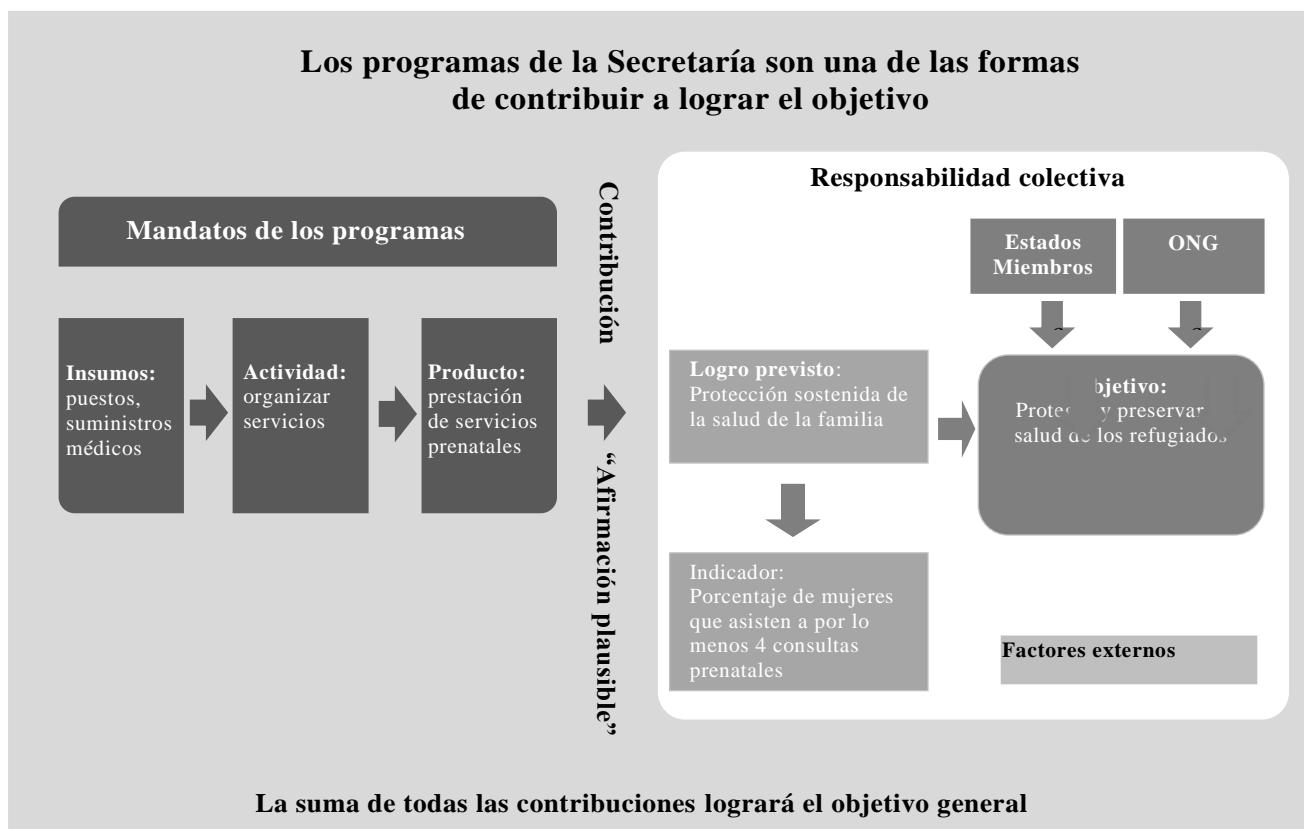 Los programas de la Secretaría son una de las formas
de contribuir a lograr el objetivo
Mandatos de los programas
Insumos:
puestos,
suministros
médicos
Actividad:
organizar
servicios
Producto:
prestación
de servicios
prenatales
Contribución
“Afirmación plausible”
Responsabilidad colectiva
Estados
Miembros
ONG
Logro previsto:
Protección sostenida de
la salud de la familia
bjetivo:
y preservar
salud de los refugiados
Indicador:
Porcentaje de mujeres
que asisten a por lo
menos 4 consultas
prenatales
Factores externos
La suma de todas las contribuciones logrará el objetivo general